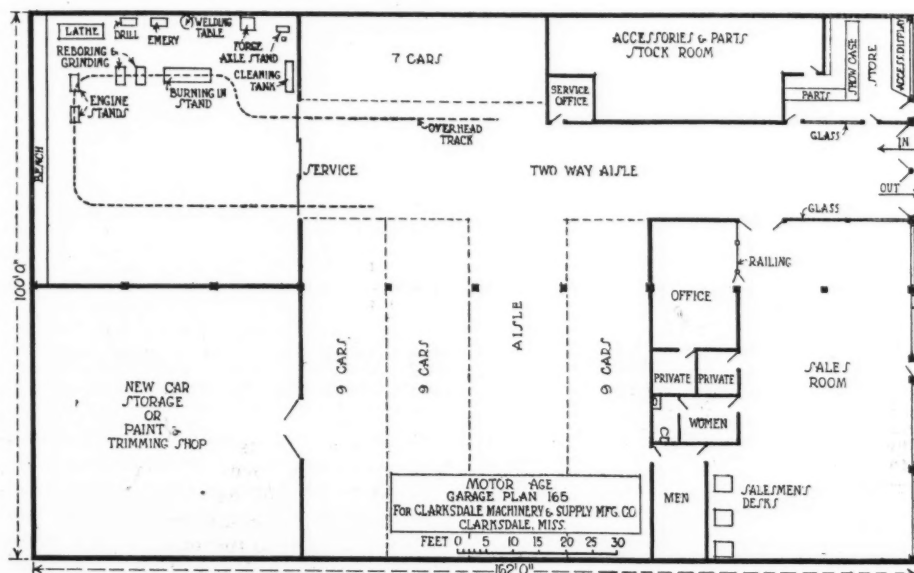 LATHE
DRILL
EMERY
WELDING
TABLE
FORGE
AXLE STAND
REBORING &
GRINDING
CLEANING
TANK
ENGINE
STANDS
BURNING IN
STAND
BEACH
7 CARS
SERVICE
OFFICE
ACCESSORIES & PARTS
STOCK ROOM
PARTS
SHOW CASE
STORE
ACCESS DISPLAY
OVERHEAD
TRACK
GLASS
IN
SERVICE
TWO WAY AISLE
OUT
GLASS
RAILING
OFFICE
100'0"
9 CARS
9 CARS
AISLE
9 CARS
PRIVATE
PRIVATE
SALES
ROOM
NEW CAR
STORAGE
OR
PAINT &
TRIMMING SHOP
WOMEN
MEN
SALESMEN'S
DESKS
MOTOR AGE
GARAGE PLAN 165
FOR CLARKSDALE MACHINERY & SUPPLY MFG. CO
CLARKSDALE, MISS.
FEET 0 5 10 15 20 25 30
162'0"